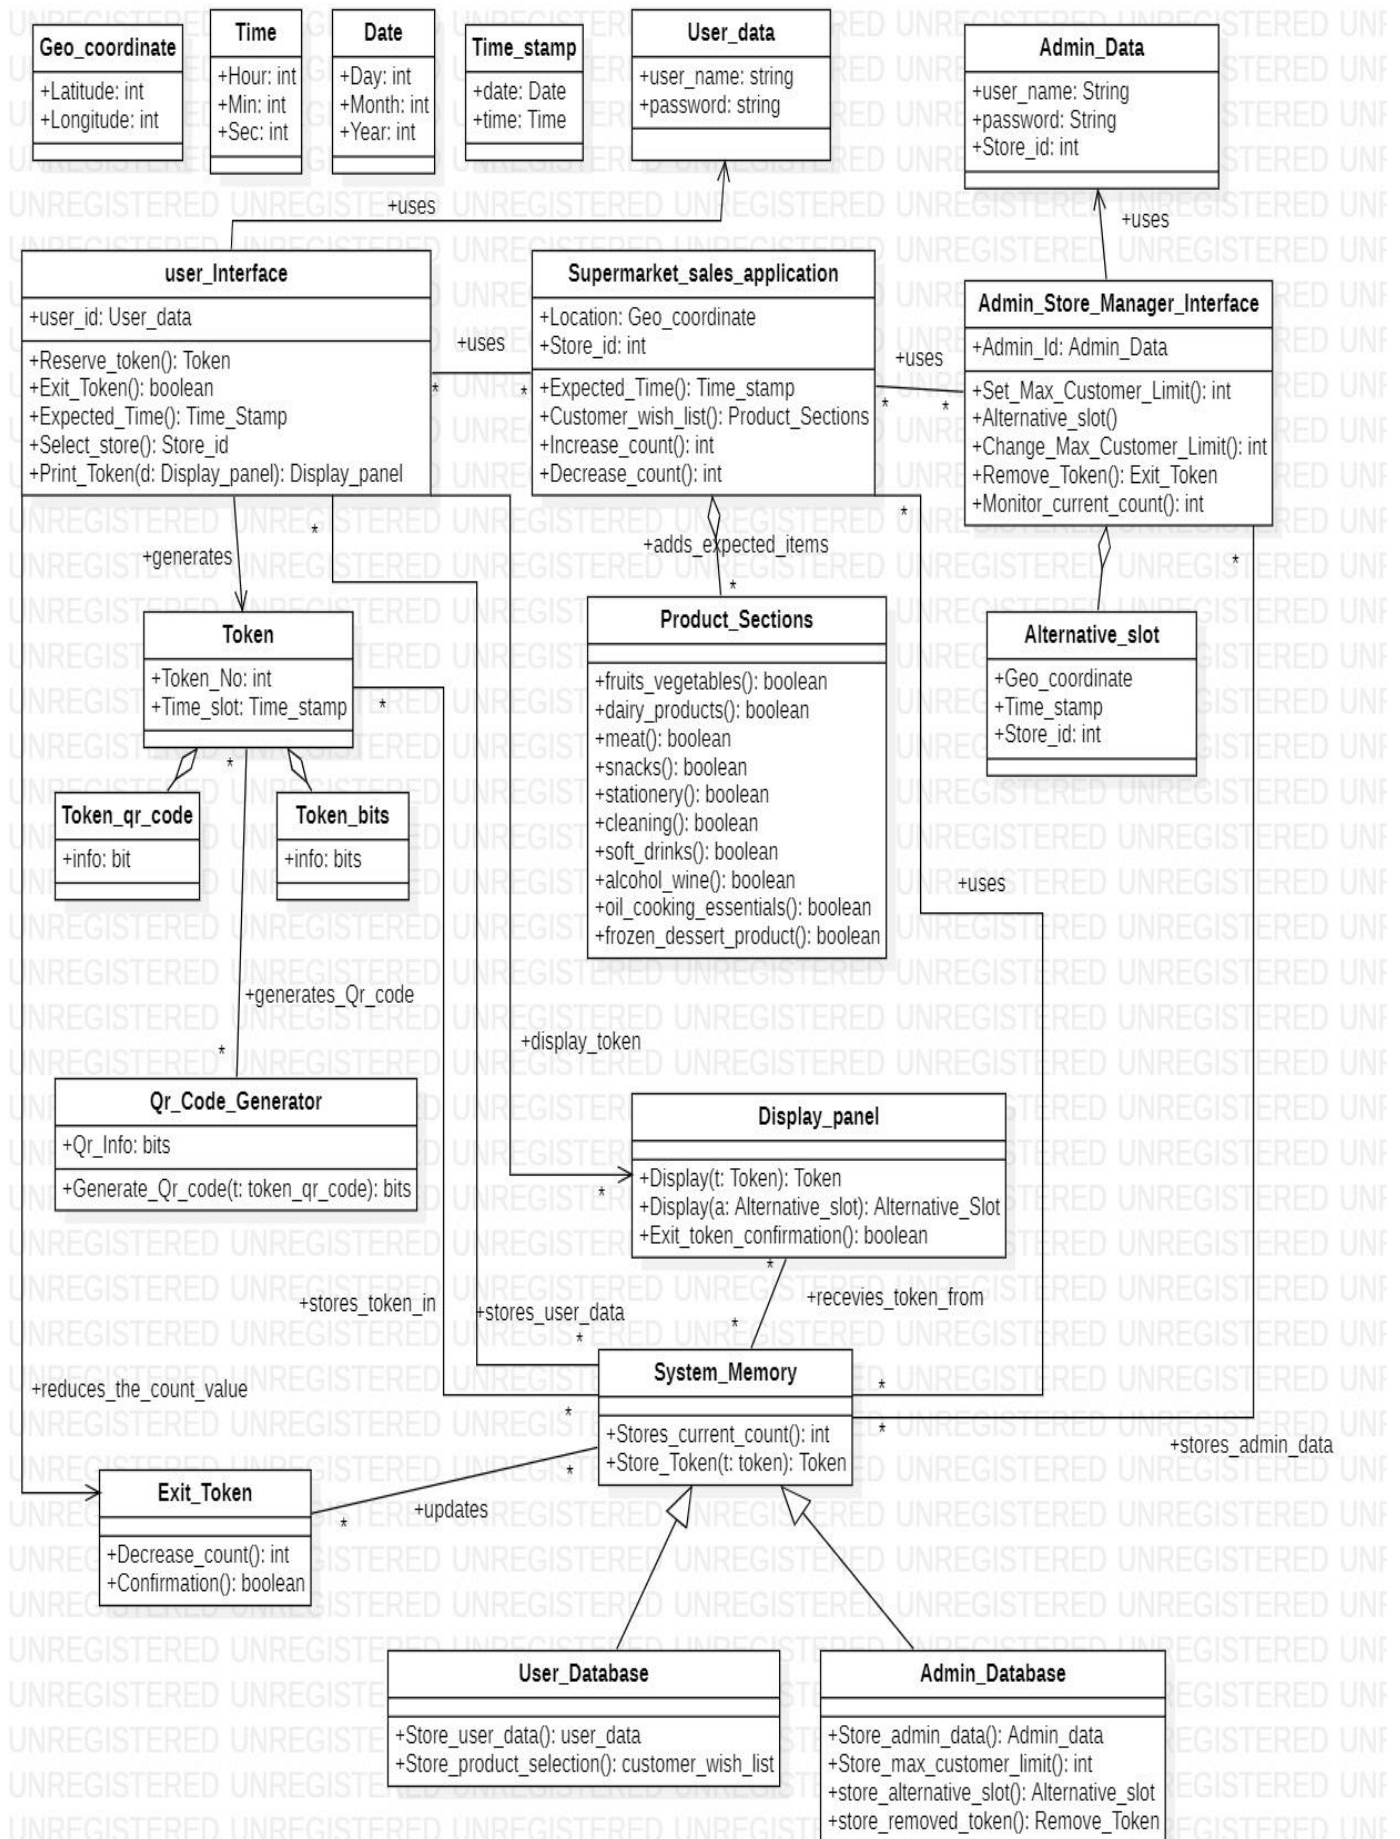 Geo_coordinate
+Latitude: int
+Longitude: int
Time
+Hour: int
+Min: int
+Sec: int
Date
+Day: int
+Month: int
+Year: int
Time_stamp
+date: Date
+time: Time
User_data
+user_name: string
+password: string
Admin_Data
+user_name: String
+password: String
+Store_id: int
+uses
+uses
user_Interface
+user_id: User_data
+Reserve_token(): Token
+Exit_Token(): boolean
+Expected_Time(): Time_Stamp
+Select_store(): Store_id
+Print_Token(d: Display_panel): Display_panel
+uses
*
*
Supermarket_sales_application
+Location: Geo_coordinate
+Store_id: int
+Expected_Time(): Time_stamp
+Customer_wish_list(): Product_Sections
+Increase_count(): int
+Decrease_count(): int
+uses
*
*
Admin_Store_Manager_Interface
+Admin_Id: Admin_Data
+Set_Max_Customer_Limit(): int
+Alternative_slot()
+Change_Max_Customer_Limit(): int
+Remove_Token(): Exit_Token
+Monitor_current_count(): int
*
*
*
+generates
+adds_expected_items
*
Token
+Token_No: int
+Time_slot: Time_stamp
*
*
Product_Sections
+fruits_vegetables(): boolean
+dairy_products(): boolean
+meat(): boolean
+snacks(): boolean
+stationery(): boolean
+cleaning(): boolean
+soft_drinks(): boolean
+alcohol_wine(): boolean
+oil_cooking_essentials(): boolean
+frozen_dessert_product(): boolean
Alternative_slot
+Geo_coordinate
+Time_stamp
+Store_id: int
Token_qr_code
+info: bit
Token_bits
+info: bits
+uses
+generates_Qr_code
*
+display_token
Qr_Code_Generator
+Qr_Info: bits
+Generate_Qr_code(t: token_qr_code): bits
Display_panel
+Display(t: Token): Token
+Display(a: Alternative_slot): Alternative_Slot
+Exit_token_confirmation(): boolean
*
*
+recevies_token_from
*
+stores_token_in
+stores_user_data
*
System_Memory
+Stores_current_count(): int
+Store_Token(t: token): Token
*
*
*
*
+stores_admin_data
+reduces_the_count_value
Exit_Token
+Decrease_count(): int
+Confirmation(): boolean
*
+updates
User_Database
+Store_user_data(): user_data
+Store_product_selection(): customer_wish_list
Admin_Database
+Store_admin_data(): Admin_data
+Store_max_customer_limit(): int
+store_alternative_slot(): Alternative_slot
+store_removed_token(): Remove_Token
UNREGISTERED